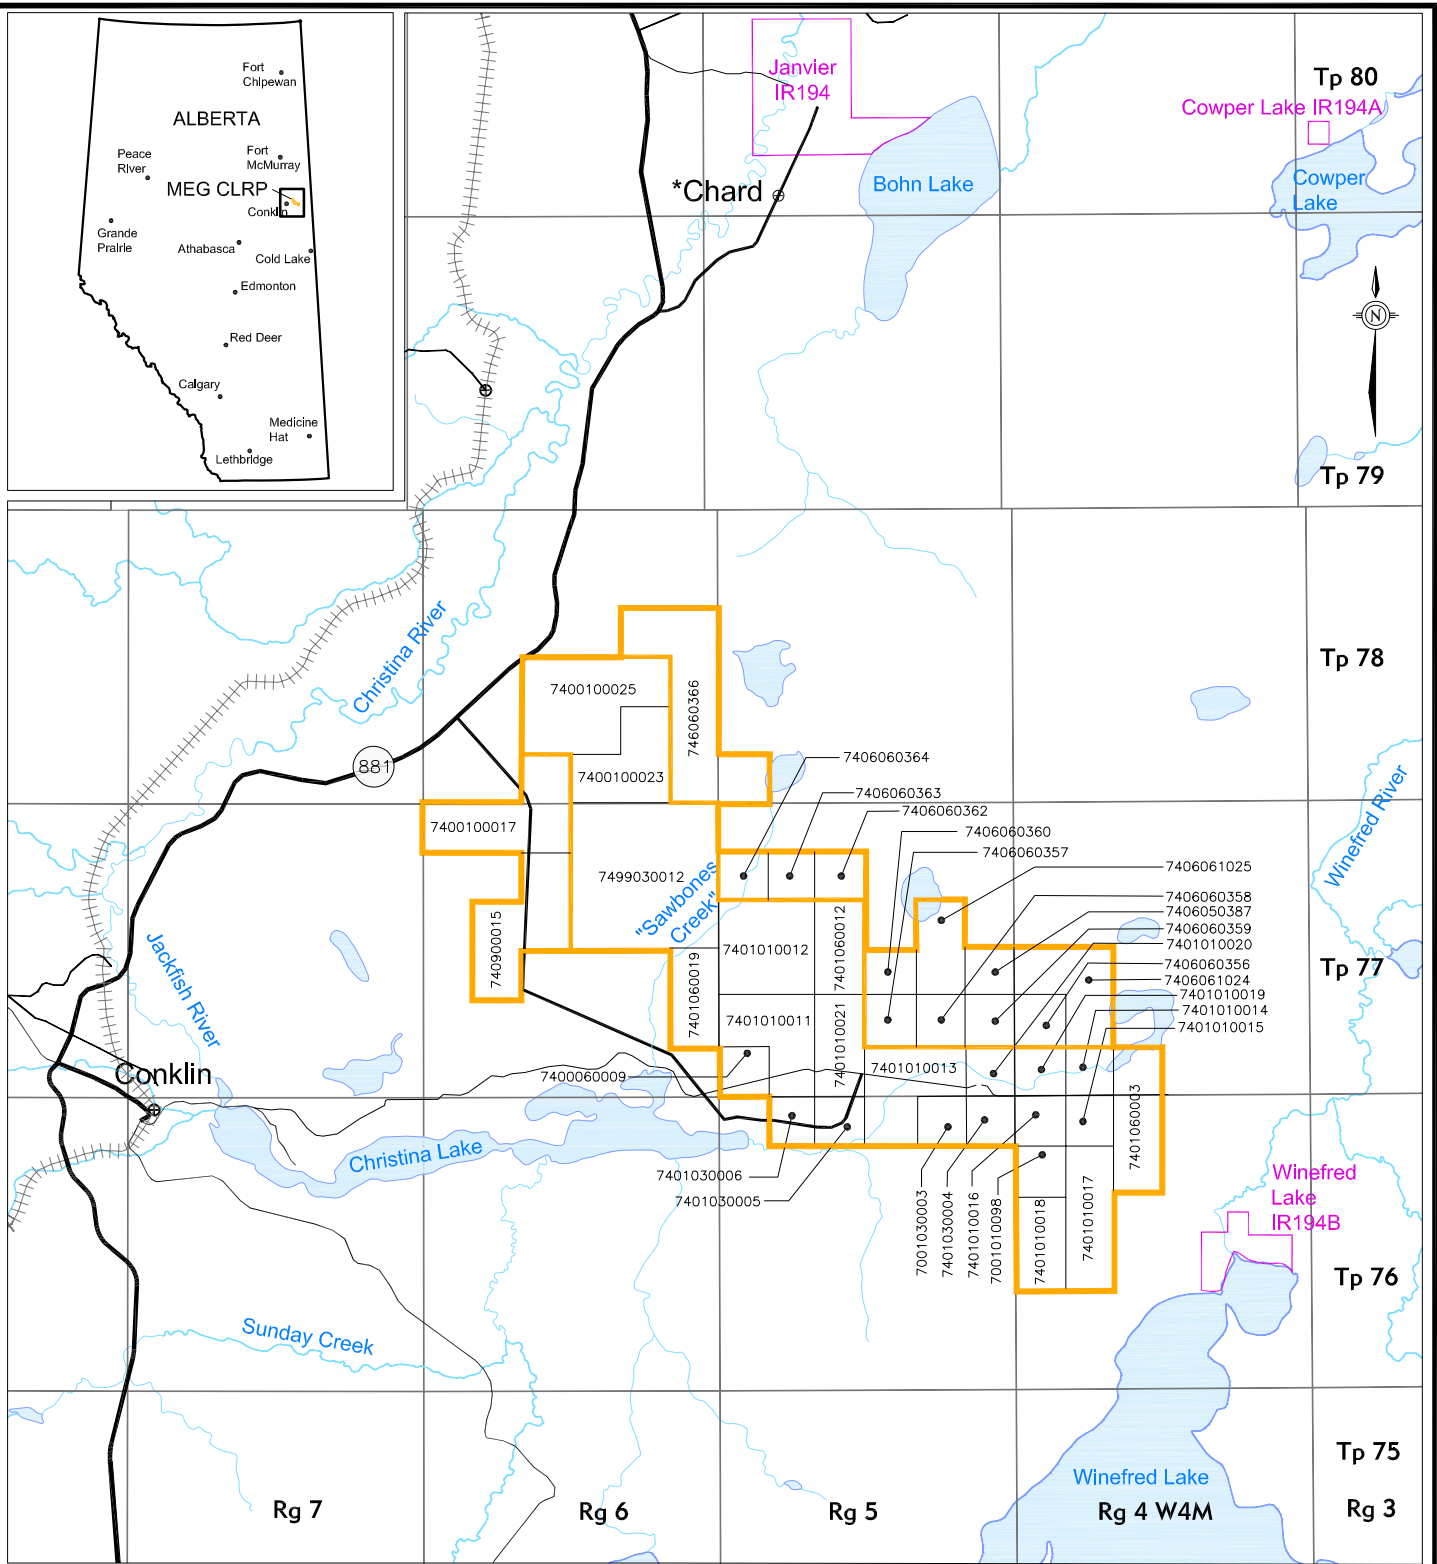 Fort
Chipewan
ALBERTA
Peace
River
Fort
McMurray
MEG CLRP
Conklin
Grande
Prairie
Athabasca
Cold Lake
Edmonton
Red Deer
Calgary
Medicine
Hat
Lethbridge
Janvier
IR194
Tp 80
Cowper Lake IR194A
*Chard
Bohn Lake
Cowper
Lake
N
Tp 79
Christina River
Tp 78
7400100025
746060366
881
7400100023
7406060364
7406060363
7406060362
7400100017
7406060360
7406060357
Winefred River
7499030012
"Sawbones
Creek"
7406061025
7406060358
7406050387
7406060359
7401010020
7406060356
7406061024
7401010019
7401010014
7401010015
740900015
7401060019
7401010012
7401060012
Tp 77
Jackfish River
7401010011
7401010021
7401010013
7400060009
Conklin
7401060003
Christina Lake
7401030006
7401030005
7001030003
7401030004
7401010016
7001010098
7401010018
7401010017
Winefred
Lake
IR194B
Tp 76
Sunday Creek
Tp 75
Winefred Lake
Rg 7
Rg 6
Rg 5
Rg 4 W4M
Rg 3